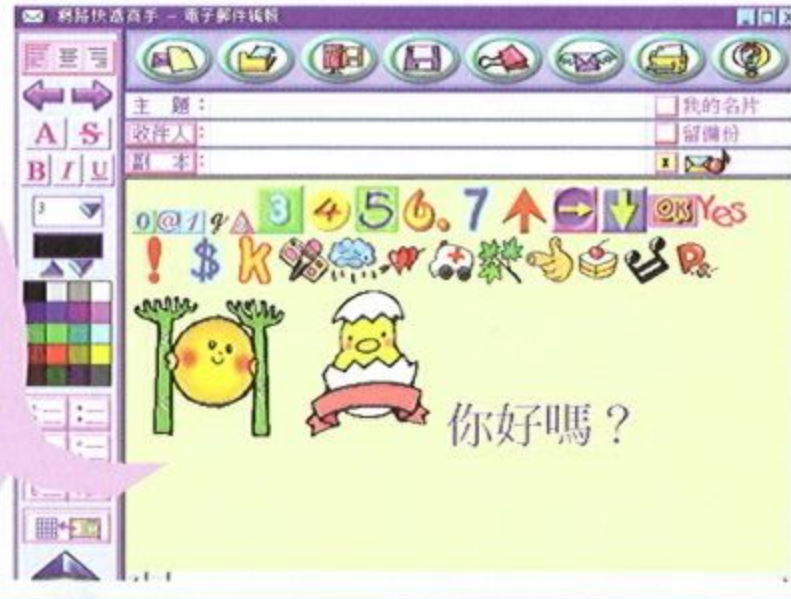 網路快遞高手 - 電子郵件編輯
主 題:
我的名片
收件人:
留備份
副 本:
A S
B I U
3
0 @ 1 g A 3 4 5 6. 7 OK Yes
! $ K P.s.
你好嗎?